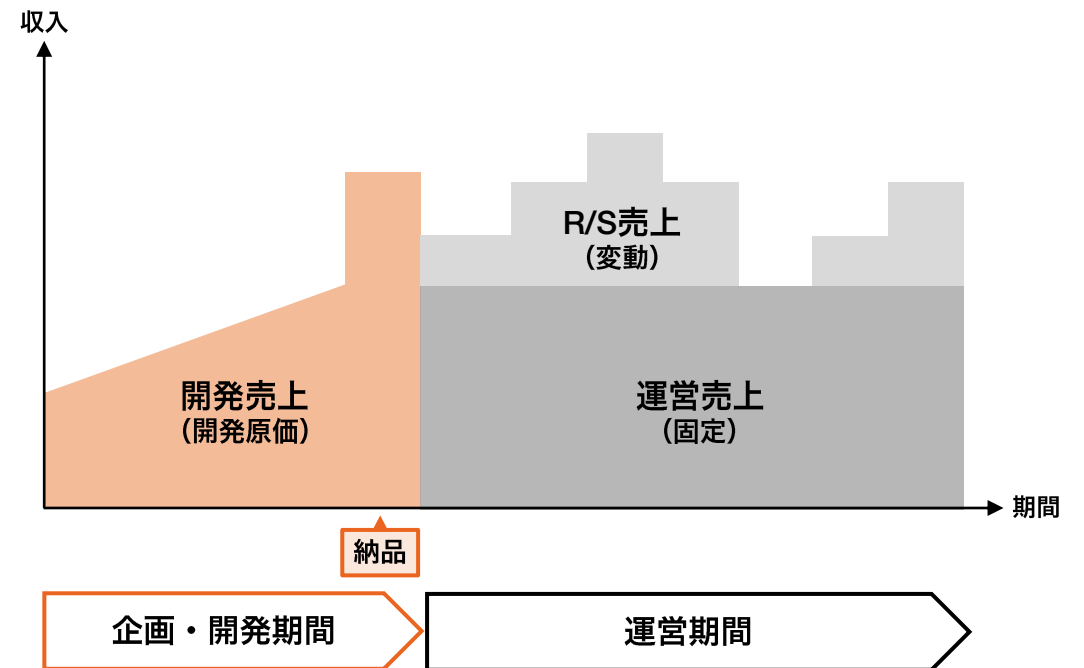 収入
R/S売上
（変動）
開発売上
（開発原価）
運営売上
（固定）
期間
納品
企画・開発期間
運営期間